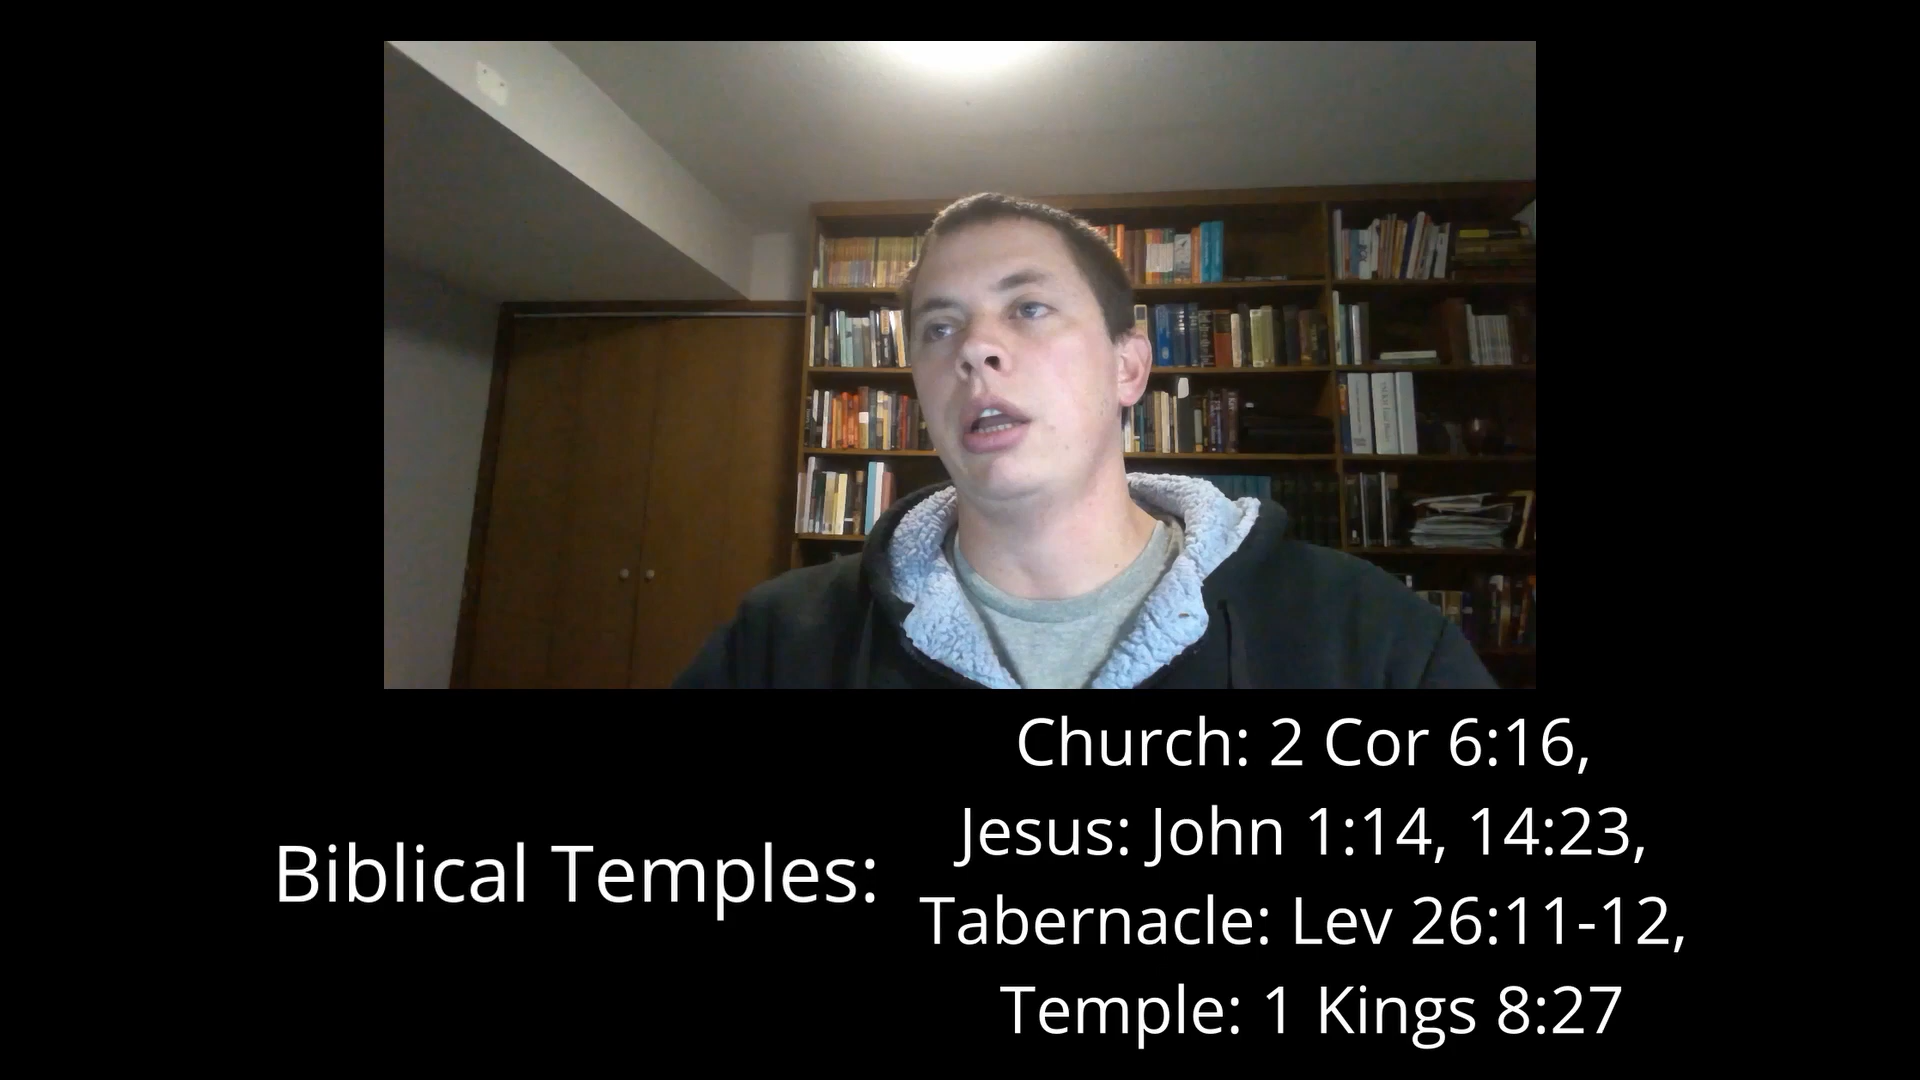 Biblical Temples:
Church: 2 Cor 6:16,
Jesus: John 1:14, 14:23,
Tabernacle: Lev 26:11-12,
Temple: 1 Kings 8:27